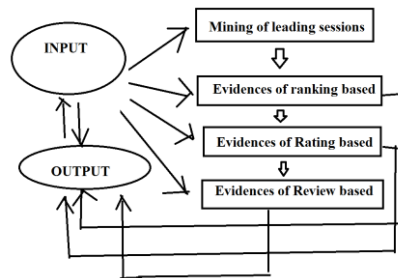 INPUT
Mining of leading sessions
Evidences of ranking based
Evidences of Rating based
OUTPUT
Evidences of Review based